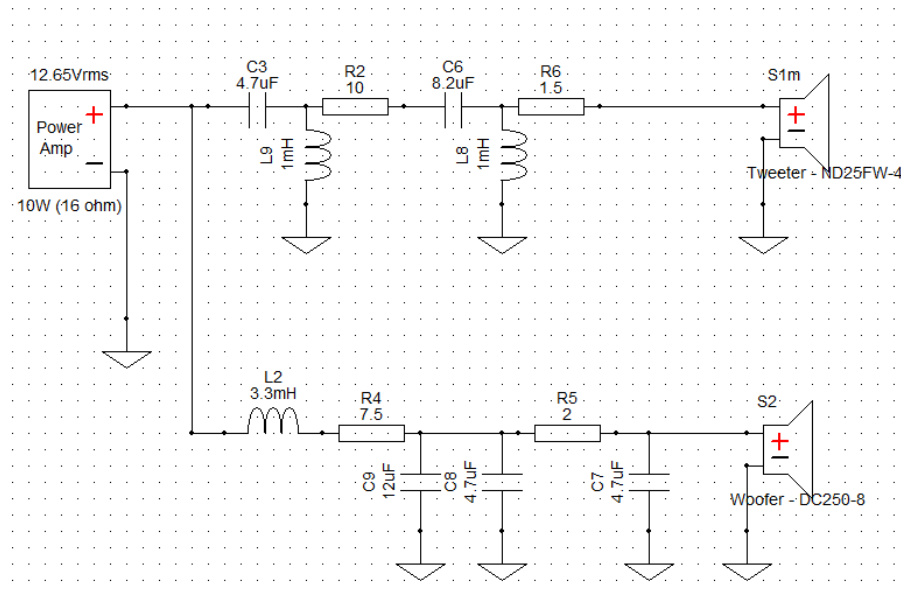 12.65Vrms
Power
Amp
10W (16 ohm)
C3
4.7uF
R2
10
C6
8.2uF
R6
1.5
S1m
L9
1mH
L8
1mH
Tweeter - ND25FW-4
L2
3.3mH
R4
7.5
R5
2
S2
C9
12uF
C8
4.7uF
C7
4.7uF
Woofer - DC250-8